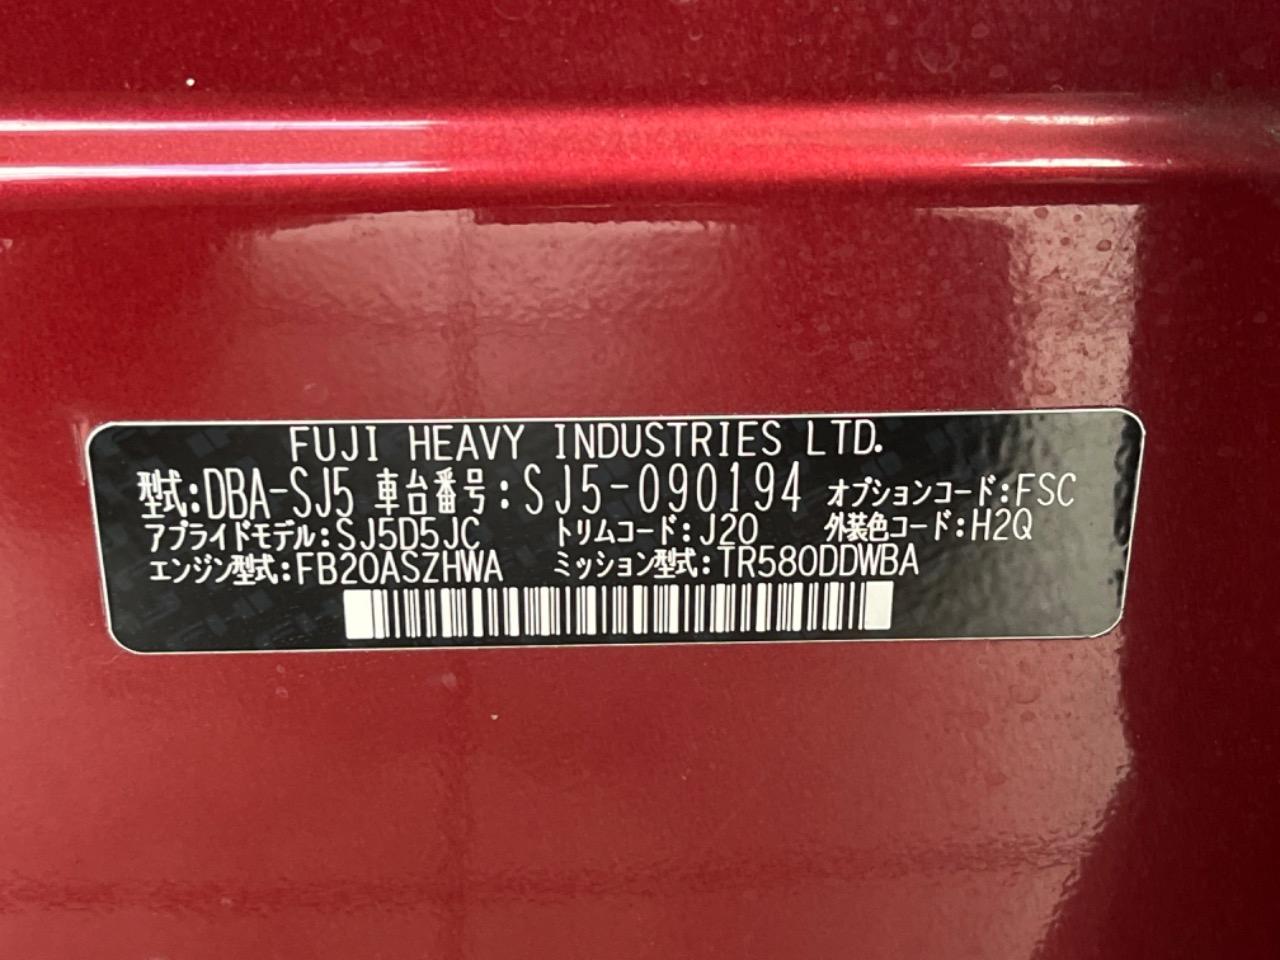 FUJI HEAVY INDUSTRIES LTD.
型式:DBA-SJ5 車台番号:SJ5-090194 オプションコード:FSC
アプライドモデル:SJ5D5JC トリムコード:J20 外装色コード:H2Q
エンジン型式:FB20ASZHWA ミッション型式:TR580DDWBA